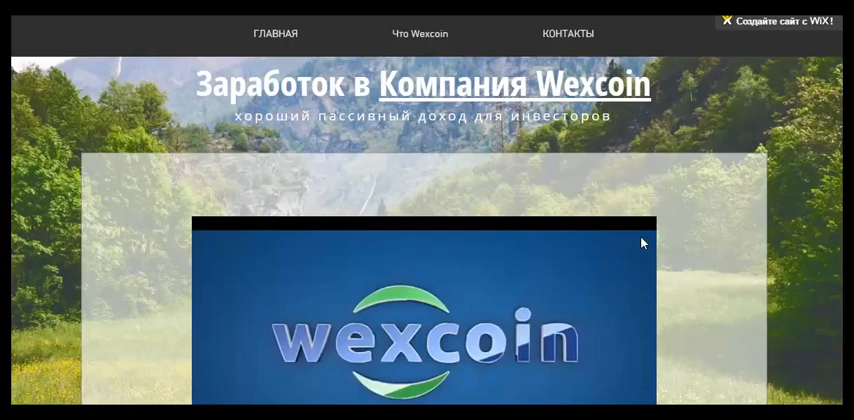 Создайте сайт с WiX!
ГЛАВНАЯ Что Wexcoin КОНТАКТЫ
Заработок в Компания Wexcoin
хороший пассивный доход для инвесторов
wexcoin